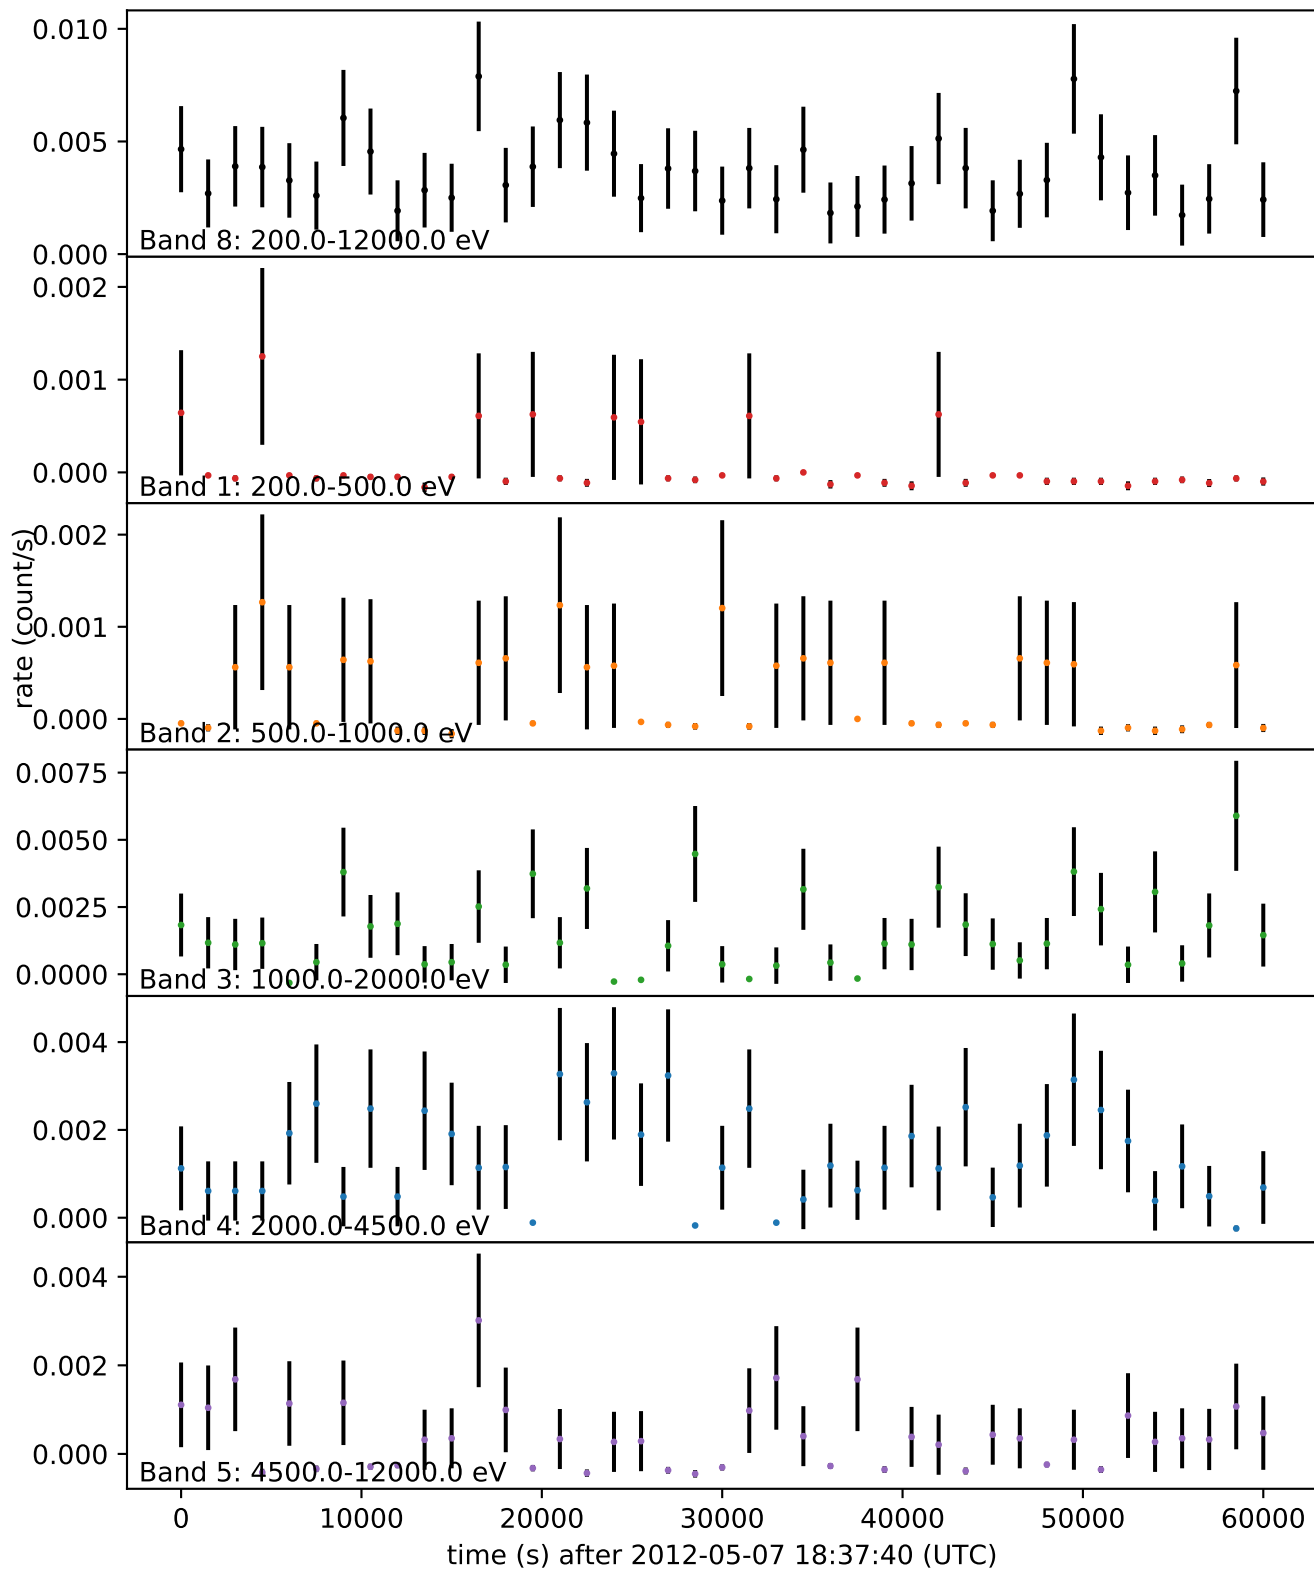 0.010
0.005
0.000
Band 8: 200.0-12000.0 eV
0.002
0.001
0.000
Band 1: 200.0-500.0 eV
rate (count/s)
0.002
0.001
0.000
Band 2: 500.0-1000.0 eV
0.0075
0.0050
0.0025
0.0000
Band 3: 1000.0-2000.0 eV
0.004
0.002
0.000
Band 4: 2000.0-4500.0 eV
0.004
0.002
0.000
Band 5: 4500.0-12000.0 eV
0 10000 20000 30000 40000 50000 60000
time (s) after 2012-05-07 18:37:40 (UTC)